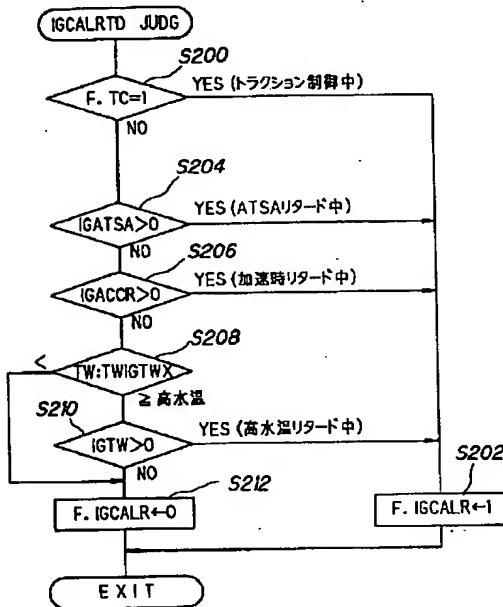 IGCALRTD JUDG
S200
F. TC=1
YES (トラクション制御中)
NO
S204
IGATSA>0
YES (ATSAリタード中)
NO
S206
IGACCR>0
YES (加速時リタード中)
NO
S208
<
TW:TWIGTWX
≧ 高水温
S210
IGTW>0
YES (高水温リタード中)
NO
S212
S202
F. IGCALR←0
F. IGCALR←1
EXIT